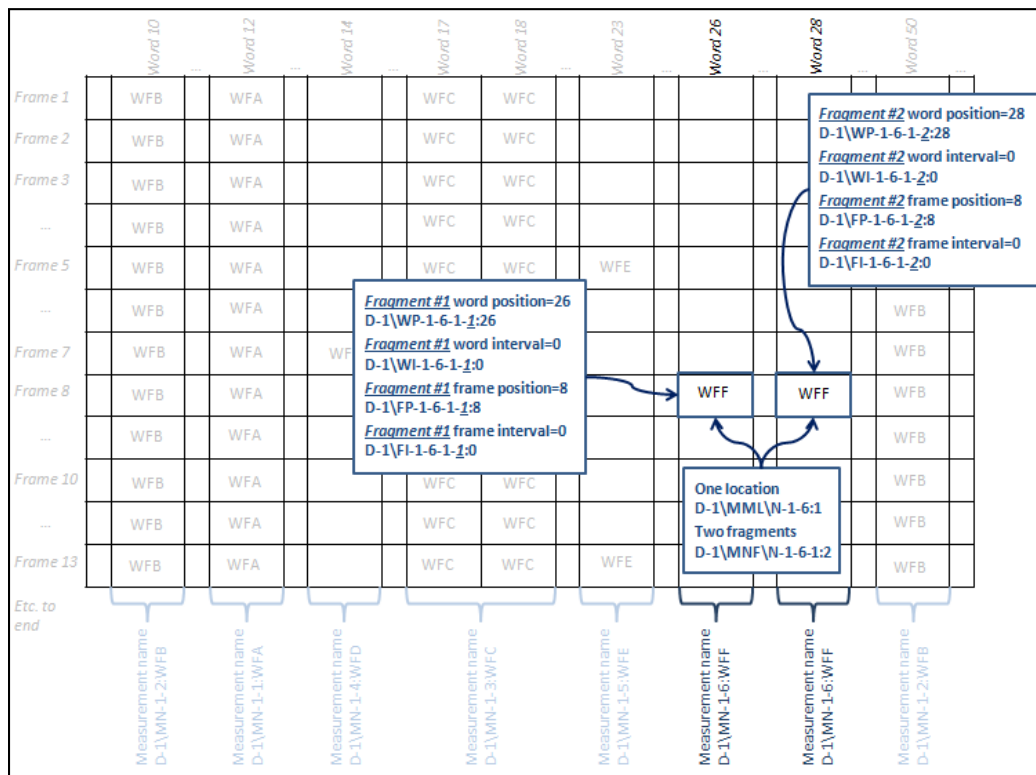 Word 10
...
Word 12
...
Word 14
Word 17
Word 18
...
Word 23
...
Word 26
...
Word 28
...
Word 50
...
Frame 1
WFB WFA WFC WFC
Frame 2
WFB WFA WFC WFC
Frame 3
WFB WFA WFC WFC
...
WFB WFA WFC WFC
Frame 5
WFB WFA WFC WFC WFE
...
WFB WFA WFB
Frame 7
WFB WFA WFB
Frame 8
WFB WFA WFF WFF WFB
...
WFB WFA WFB
Frame 10
WFB WFA WFC WFC WFB
...
WFB WFA WFC WFC WFB
Frame 13
WFB WFA WFC WFC WFE WFB
Etc. to
end
Fragment #2 word position=28
D-1\WP-1-6-1-2:28
Fragment #2 word interval=0
D-1\WI-1-6-1-2:0
Fragment #2 frame position=8
D-1\FP-1-6-1-2:8
Fragment #2 frame interval=0
D-1\FI-1-6-1-2:0
Fragment #1 word position=26
D-1\WP-1-6-1-1:26
Fragment #1 word interval=0
D-1\WI-1-6-1-1:0
Fragment #1 frame position=8
D-1\FP-1-6-1-1:8
Fragment #1 frame interval=0
D-1\FI-1-6-1-1:0
One location
D-1\MML\N-1-6:1
Two fragments
D-1\MNF\N-1-6-1:2
Measurement name
D-1\MN-1-2:WFB
Measurement name
D-1\MN-1-1:WFA
Measurement name
D-1\MN-1-4:WFD
Measurement name
D-1\MN-1-3:WFC
Measurement name
D-1\MN-1-5:WFE
Measurement name
D-1\MN-1-6:WFF
Measurement name
D-1\MN-1-6:WFF
Measurement name
D-1\MN-1-2:WFB